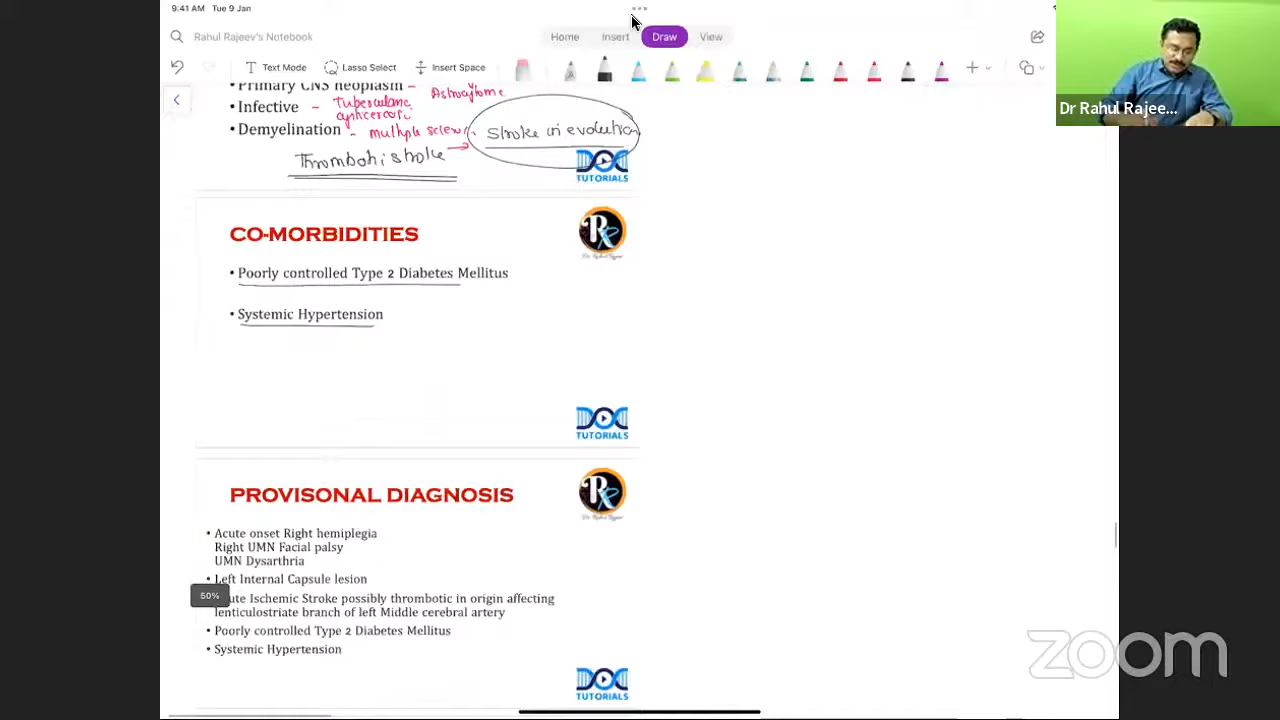 9:41 AM Tue 9 Jan
Rahul Rajeev's Notebook
Home Insert Draw View
Text Mode Lasso Select Insert Space
• Primary CNS neoplasm - Astrocytoma
• Infective - Tuberculoma
cysticercosis
• Demyelination - multiple sclerosis
Stroke in evolution
Thrombotic stroke
DOC TUTORIALS
CO-MORBIDITIES
Rx
• Poorly controlled Type 2 Diabetes Mellitus
• Systemic Hypertension
DOC TUTORIALS
PROVISONAL DIAGNOSIS
Rx
• Acute onset Right hemiplegia
Right UMN Facial palsy
UMN Dysarthria
• Left Internal Capsule lesion
50%
ute Ischemic Stroke possibly thrombotic in origin affecting
lenticulostriate branch of left Middle cerebral artery
• Poorly controlled Type 2 Diabetes Mellitus
• Systemic Hypertension
DOC TUTORIALS
Dr Rahul Rajee...
zoom